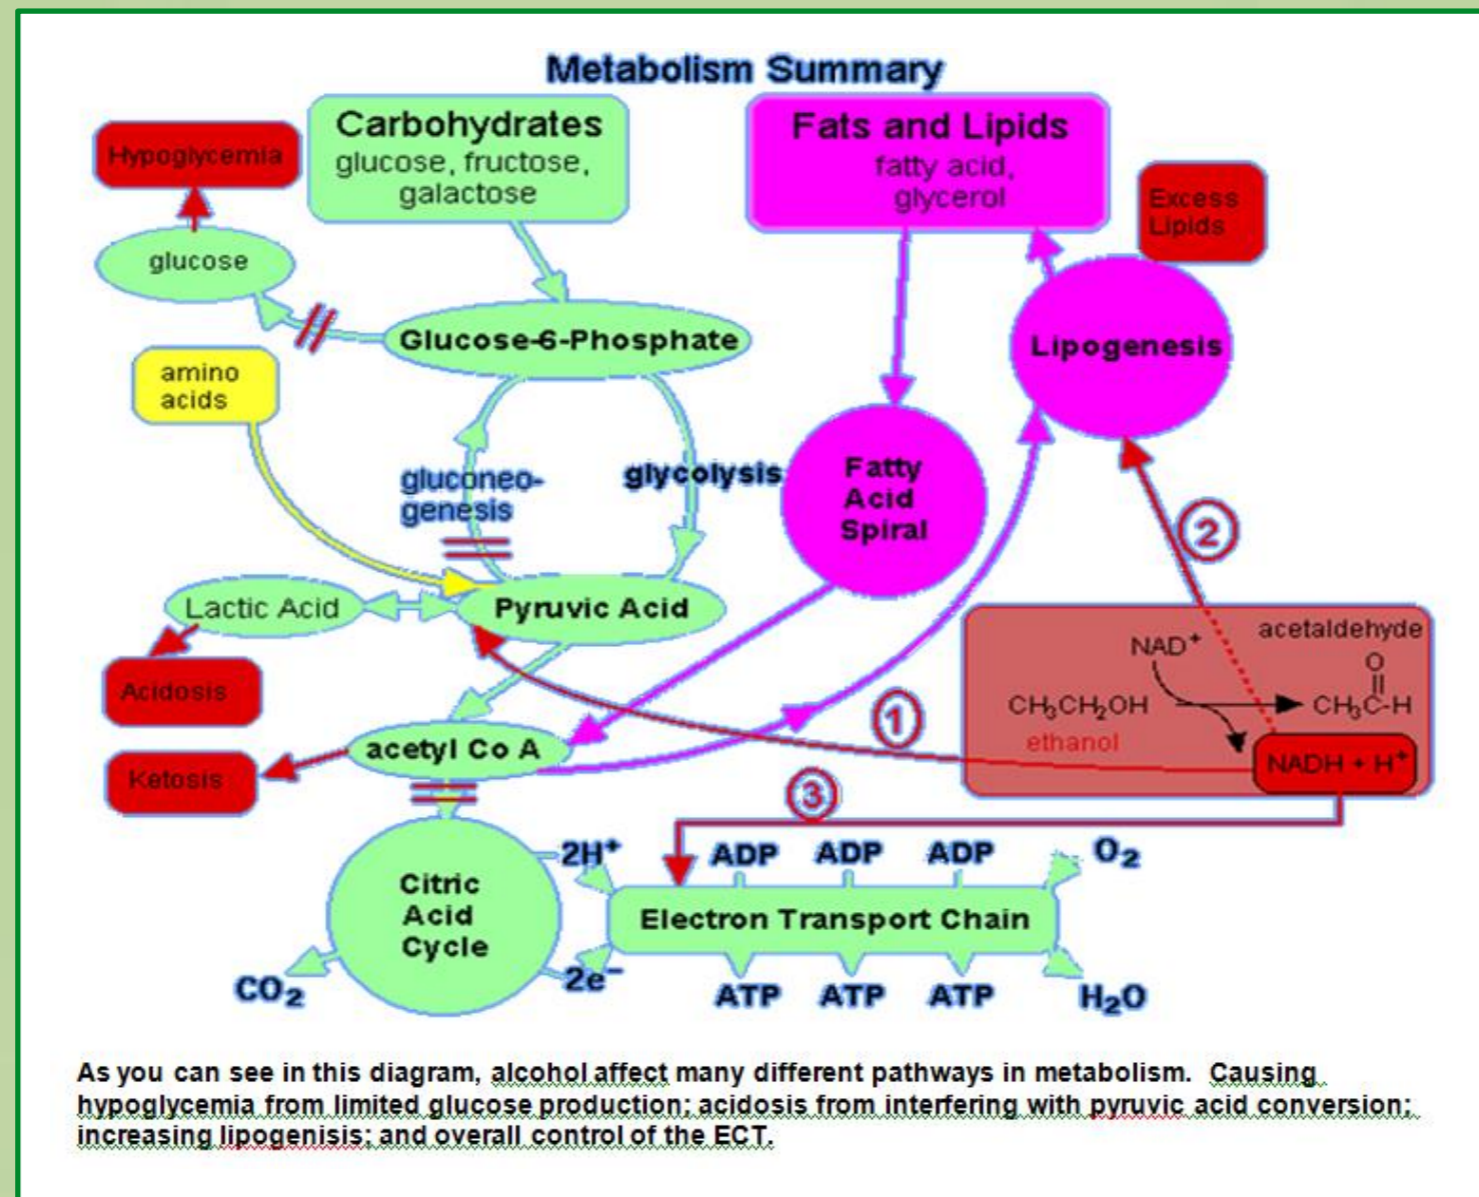 Metabolism Summary
Carbohydrates
glucose, fructose,
galactose
Fats and Lipids
fatty acid,
glycerol
Hypoglycemia
Excess
Lipids
glucose
Glucose-6-Phosphate
Lipogenesis
amino
acids
gluconeo-
genesis
glycolysis
Fatty
Acid
Spiral
2
Lactic Acid
Pyruvic Acid
acetaldehyde
NAD+
O
CH3CH2OH
CH3C-H
ethanol
NADH + H+
Acidosis
1
acetyl Co A
Ketosis
3
Citric
Acid
Cycle
2H+
2e-
CO2
ADP ADP ADP
O2
Electron Transport Chain
ATP ATP ATP
H2O
As you can see in this diagram, alcohol affect many different pathways in metabolism. Causing
hypoglycemia from limited glucose production; acidosis from interfering with pyruvic acid conversion;
increasing lipogenisis; and overall control of the ECT.